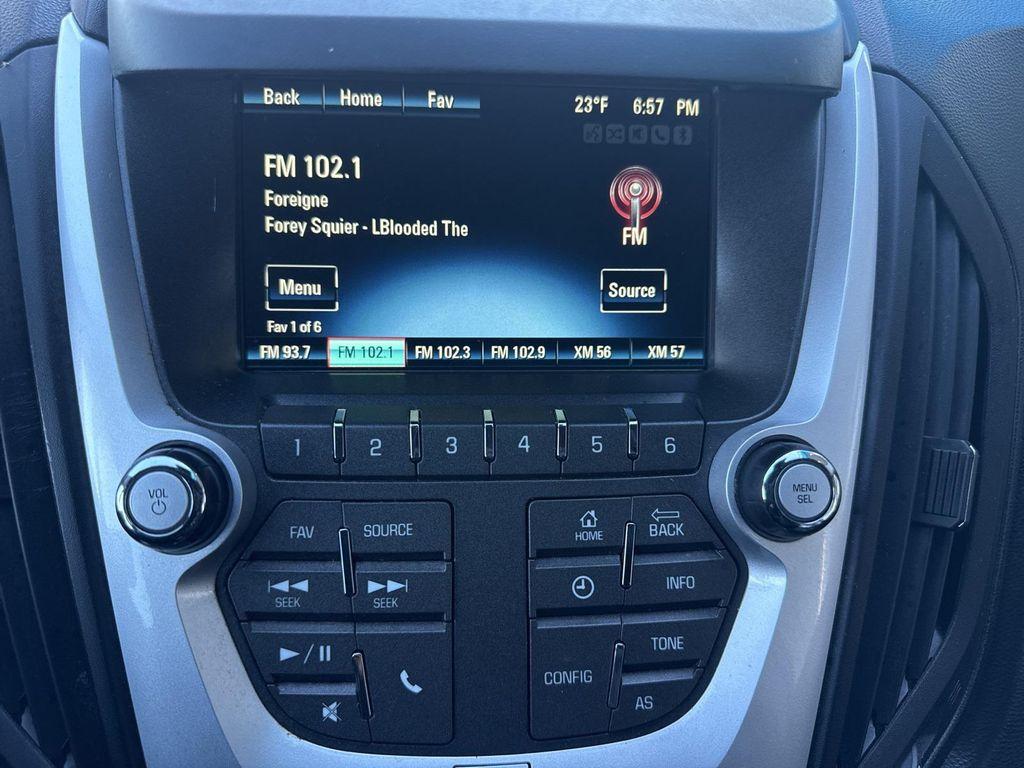 Back Home Fav 23°F 6:57 PM
FM 102.1
Foreigne
Forey Squier - LBlooded The
FM
Menu Source
Fav 1 of 6
FM 93.7 FM 102.1 FM 102.3 FM 102.9 XM 56 XM 57
1 2 3 4 5 6
VOL
MENU
SEL
FAV SOURCE
HOME BACK
SEEK SEEK
INFO
TONE
CONFIG
AS